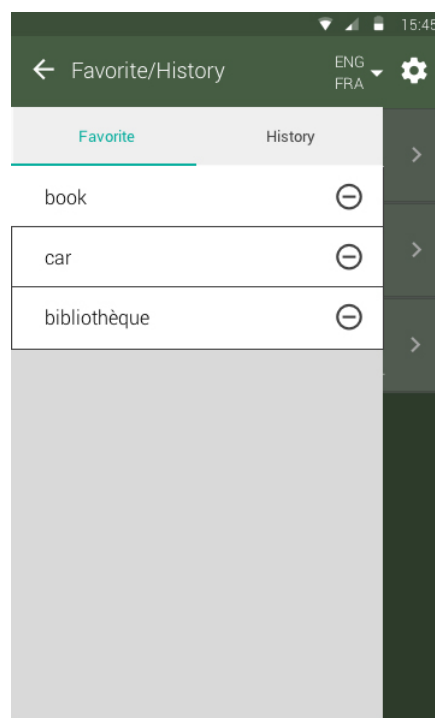 15:45
Favorite/History
ENG
FRA
Favorite History
book
car
bibliothèque